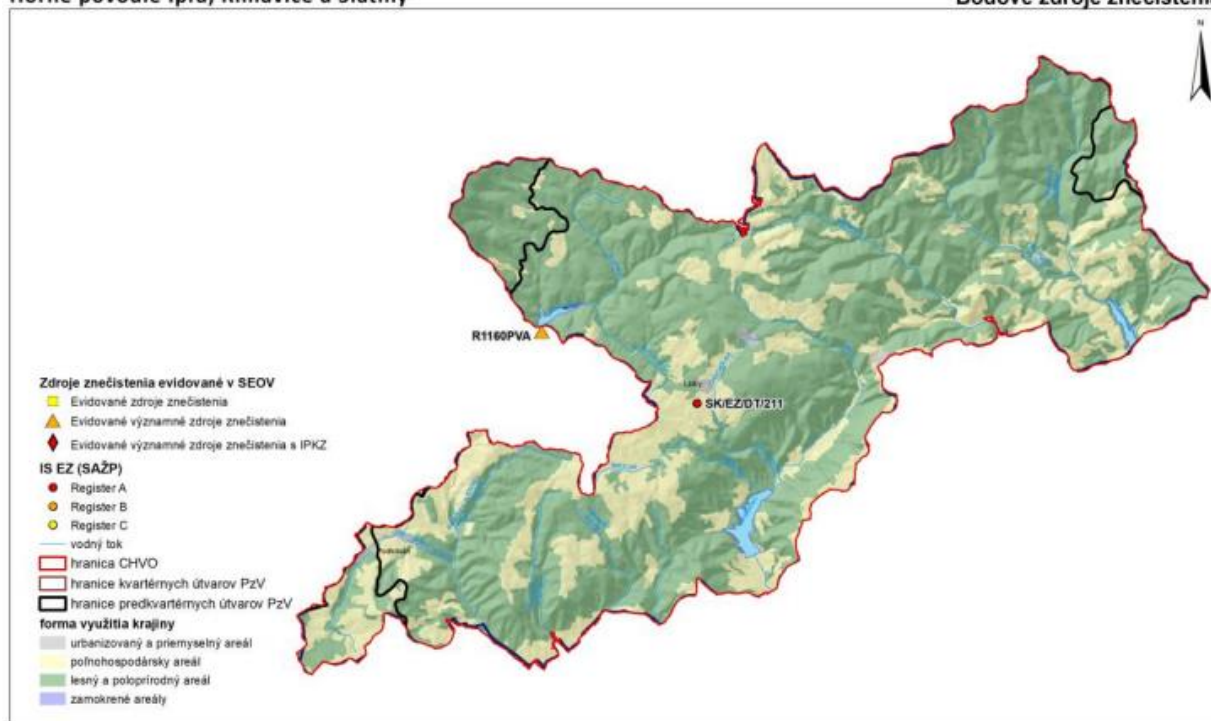 Horné povodie Ipľa, Rimavice a Slatiny
Bodové zdroje znečistenia
N
R1160PVA
SK/EZ/DT/211
Zdroje znečistenia evidované v SEOV
Evidované zdroje znečistenia
Evidované významné zdroje znečistenia
Evidované významné zdroje znečistenia s IPKZ
IS EZ (SAŽP)
Register A
Register B
Register C
vodný tok
hranica CHVO
hranice kvartérnych útvarov PzV
hranice predkvartérnych útvarov PzV
forma využitia krajiny
urbanizovaný a priemyselný areál
poľnohospodársky areál
lesný a poloprírodný areál
zamokrené areály